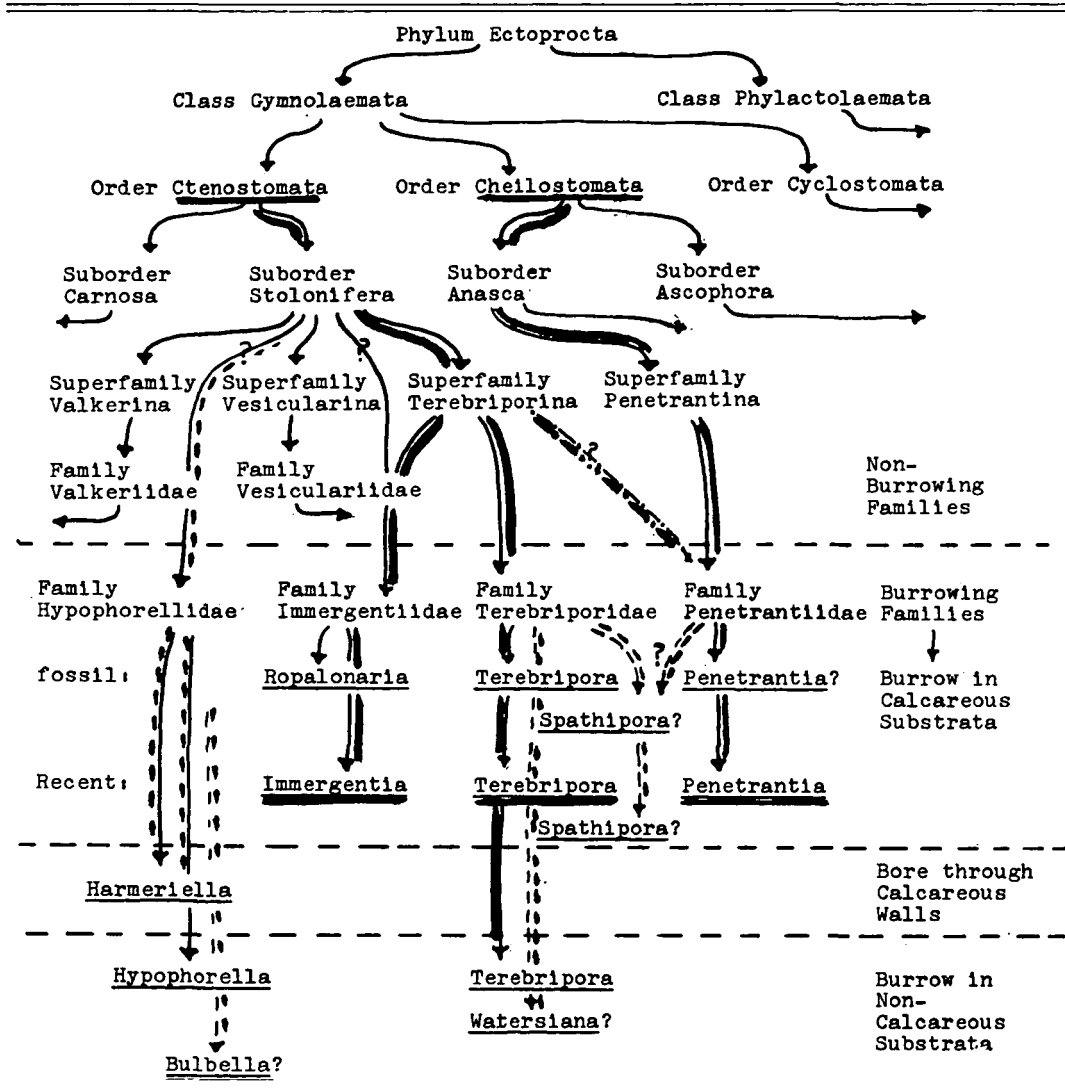 Phylum Ectoprocta
Class Gymnolaemata
Class Phylactolaemata
Order Ctenostomata
Order Cheilostomata
Order Cyclostomata
Suborder
Carnosa
Suborder
Stolonifera
Suborder
Anasca
Suborder
Ascophora
?
?
Superfamily
Valkerina
Superfamily
Vesicularina
Superfamily
Terebriporina
Superfamily
Penetrantina
?
Family
Valkeriidae
Family
Vesiculariidae
Non-
Burrowing
Families
Family
Hypophorellidae
Family
Immergentiidae
Family
Terebriporidae
Family
Penetrantiidae
Burrowing
Families
?
fossil:
Ropalonaria
Terebripora
Penetrantia?
Spathipora?
Burrow in
Calcareous
Substrata
Recent:
Immergentia
Terebripora
Penetrantia
Spathipora?
Harmeriella
Bore through
Calcareous
Walls
Hypophorella
Terebripora
Watersiana?
Bulbella?
Burrow in
Non-
Calcareous
Substrata